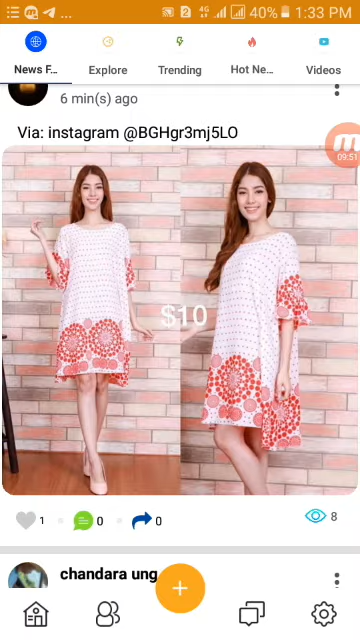 40% 1:33 PM
News F... Explore Trending Hot Ne... Videos
6 min(s) ago
Via: instagram @BGHgr3mj5LO
09:51
$10
1 0 0 8
chandara ung